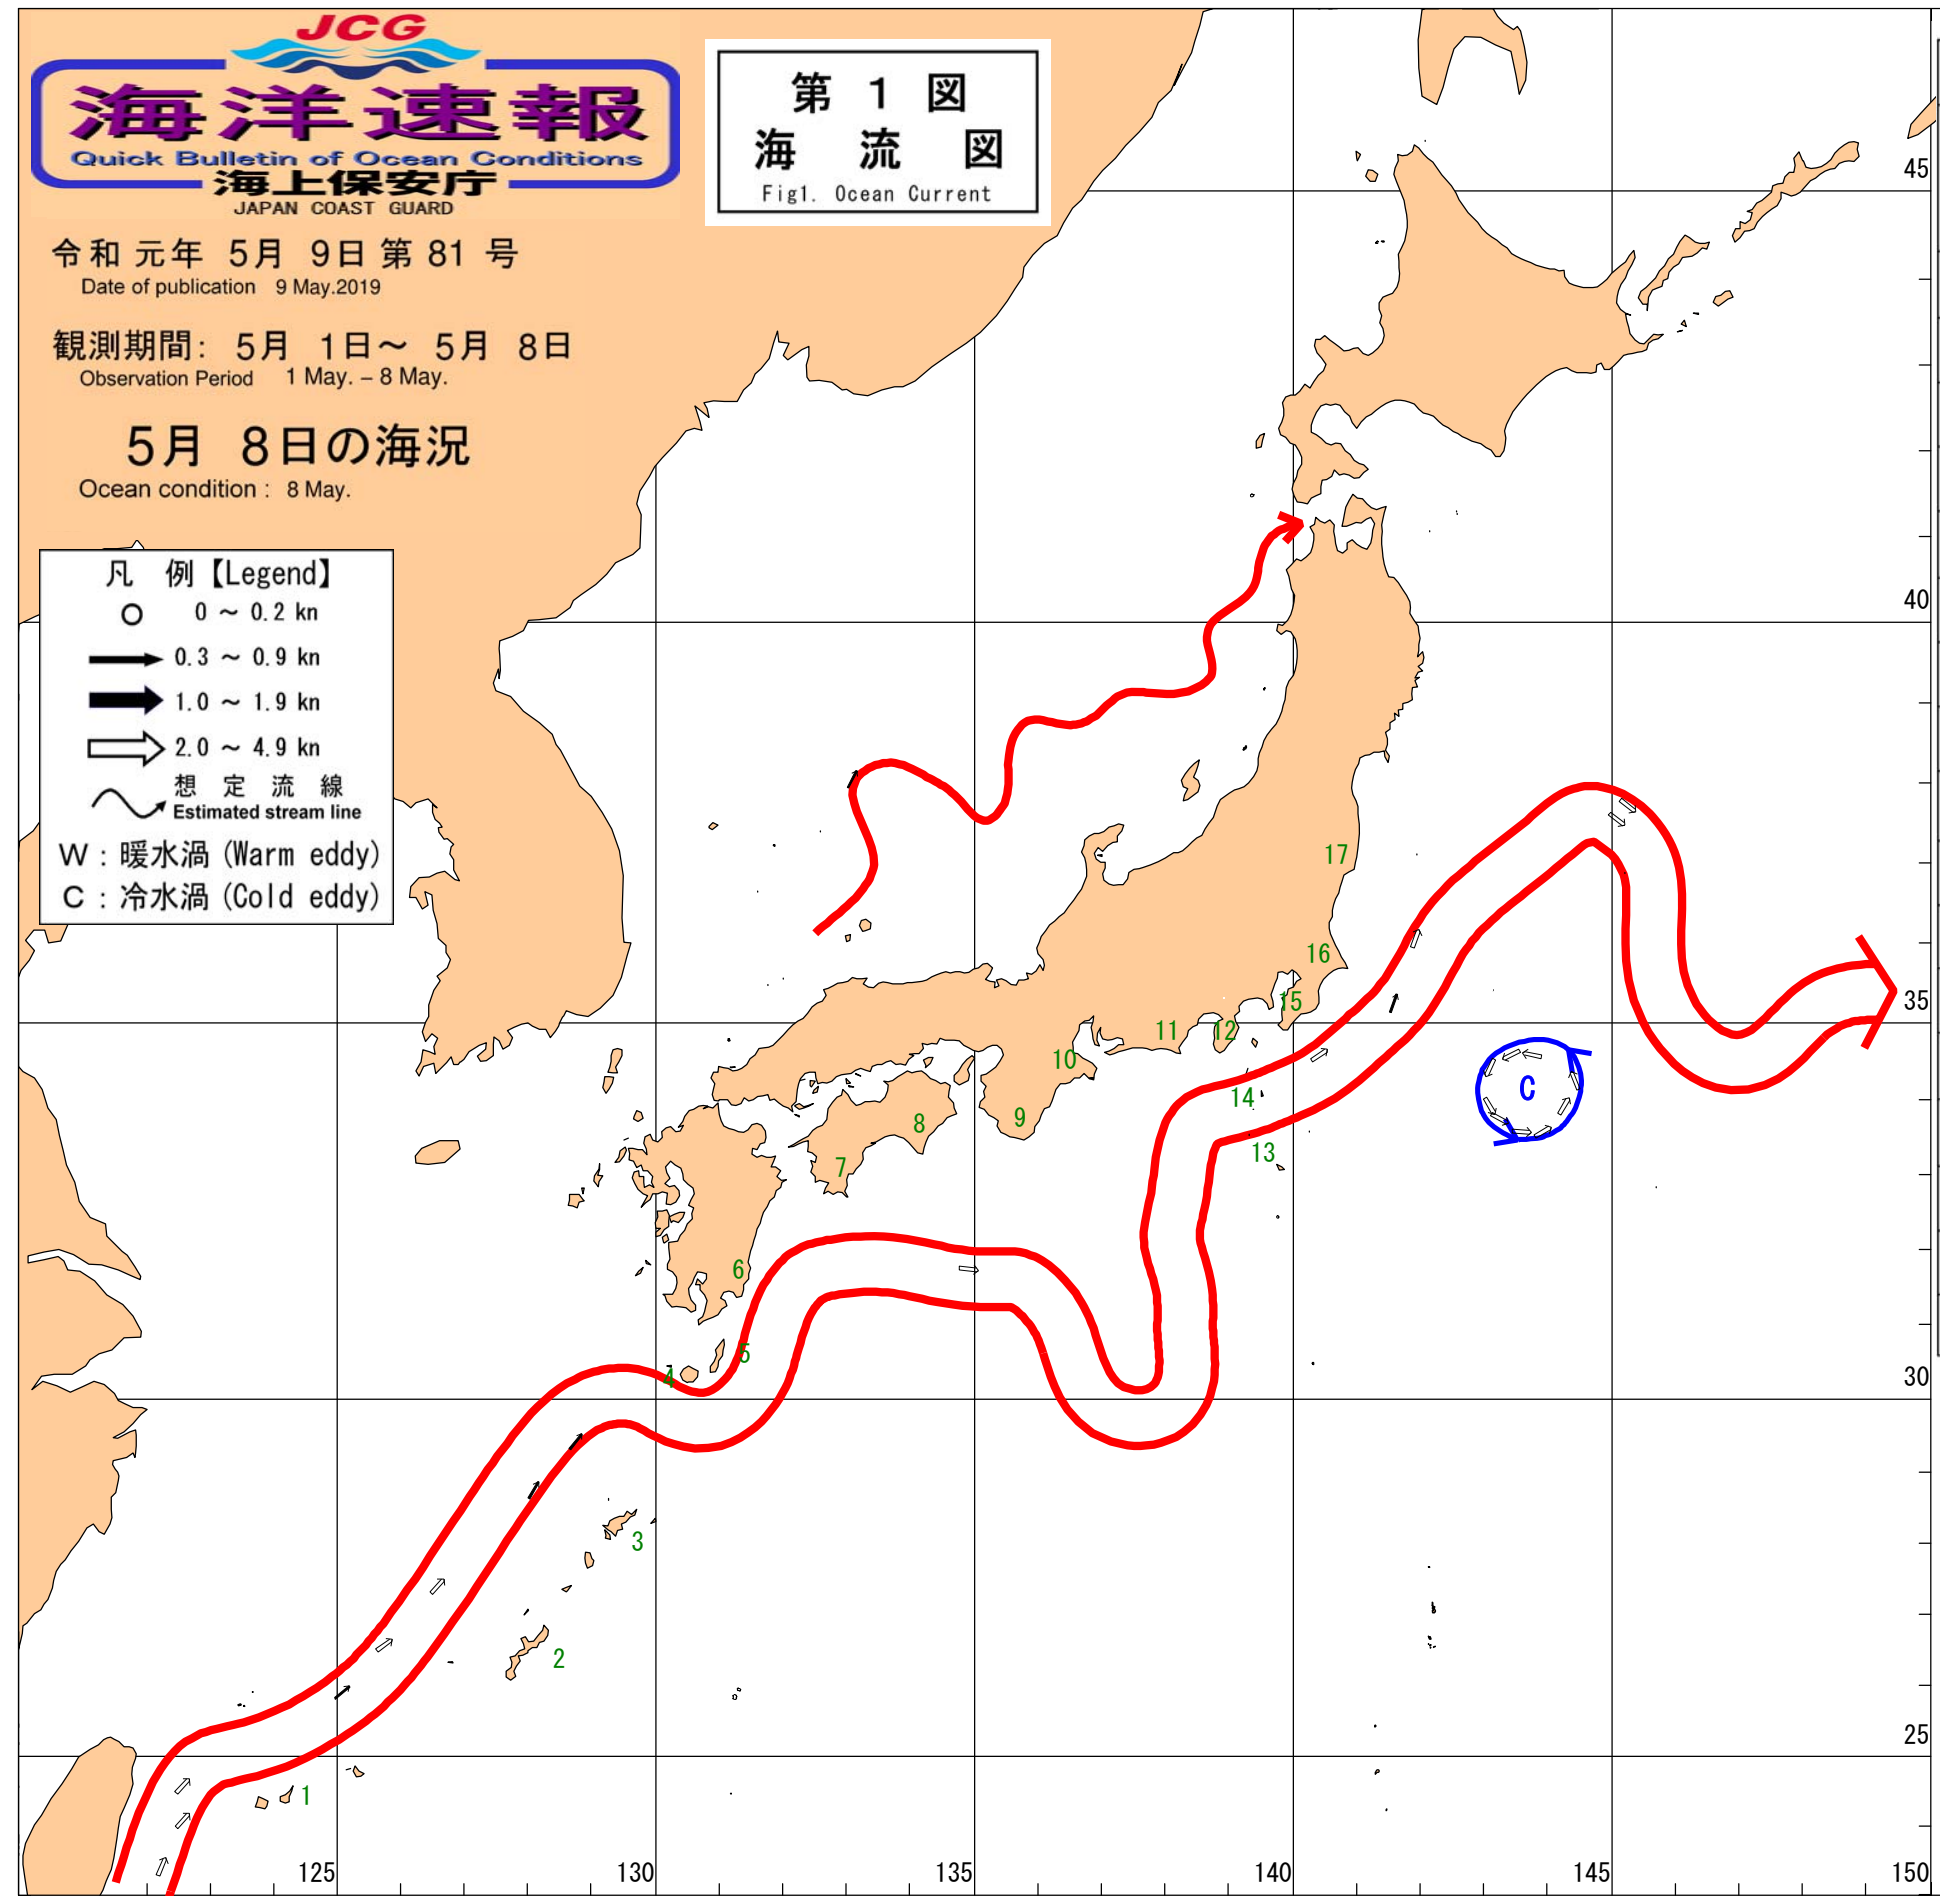 JCG
海洋速報
Quick Bulletin of Ocean Conditions
海上保安庁
JAPAN COAST GUARD
第 1 図
海 流 図
Fig1. Ocean Current
令和 元年 5月 9日 第 81 号
Date of publication 9 May.2019
観測期間: 5月 1日～ 5月 8日
Observation Period 1 May. – 8 May.
5月 8日の海況
Ocean condition : 8 May.
凡 例【Legend】
0 ～ 0.2 kn
0.3 ～ 0.9 kn
1.0 ～ 1.9 kn
2.0 ～ 4.9 kn
想 定 流 線
Estimated stream line
W : 暖水渦 (Warm eddy)
C : 冷水渦 (Cold eddy)
45
40
17
16
35
15
11
12
10
C
14
9
8
13
7
6
5
4
30
3
2
25
1
125
130
135
140
145
150